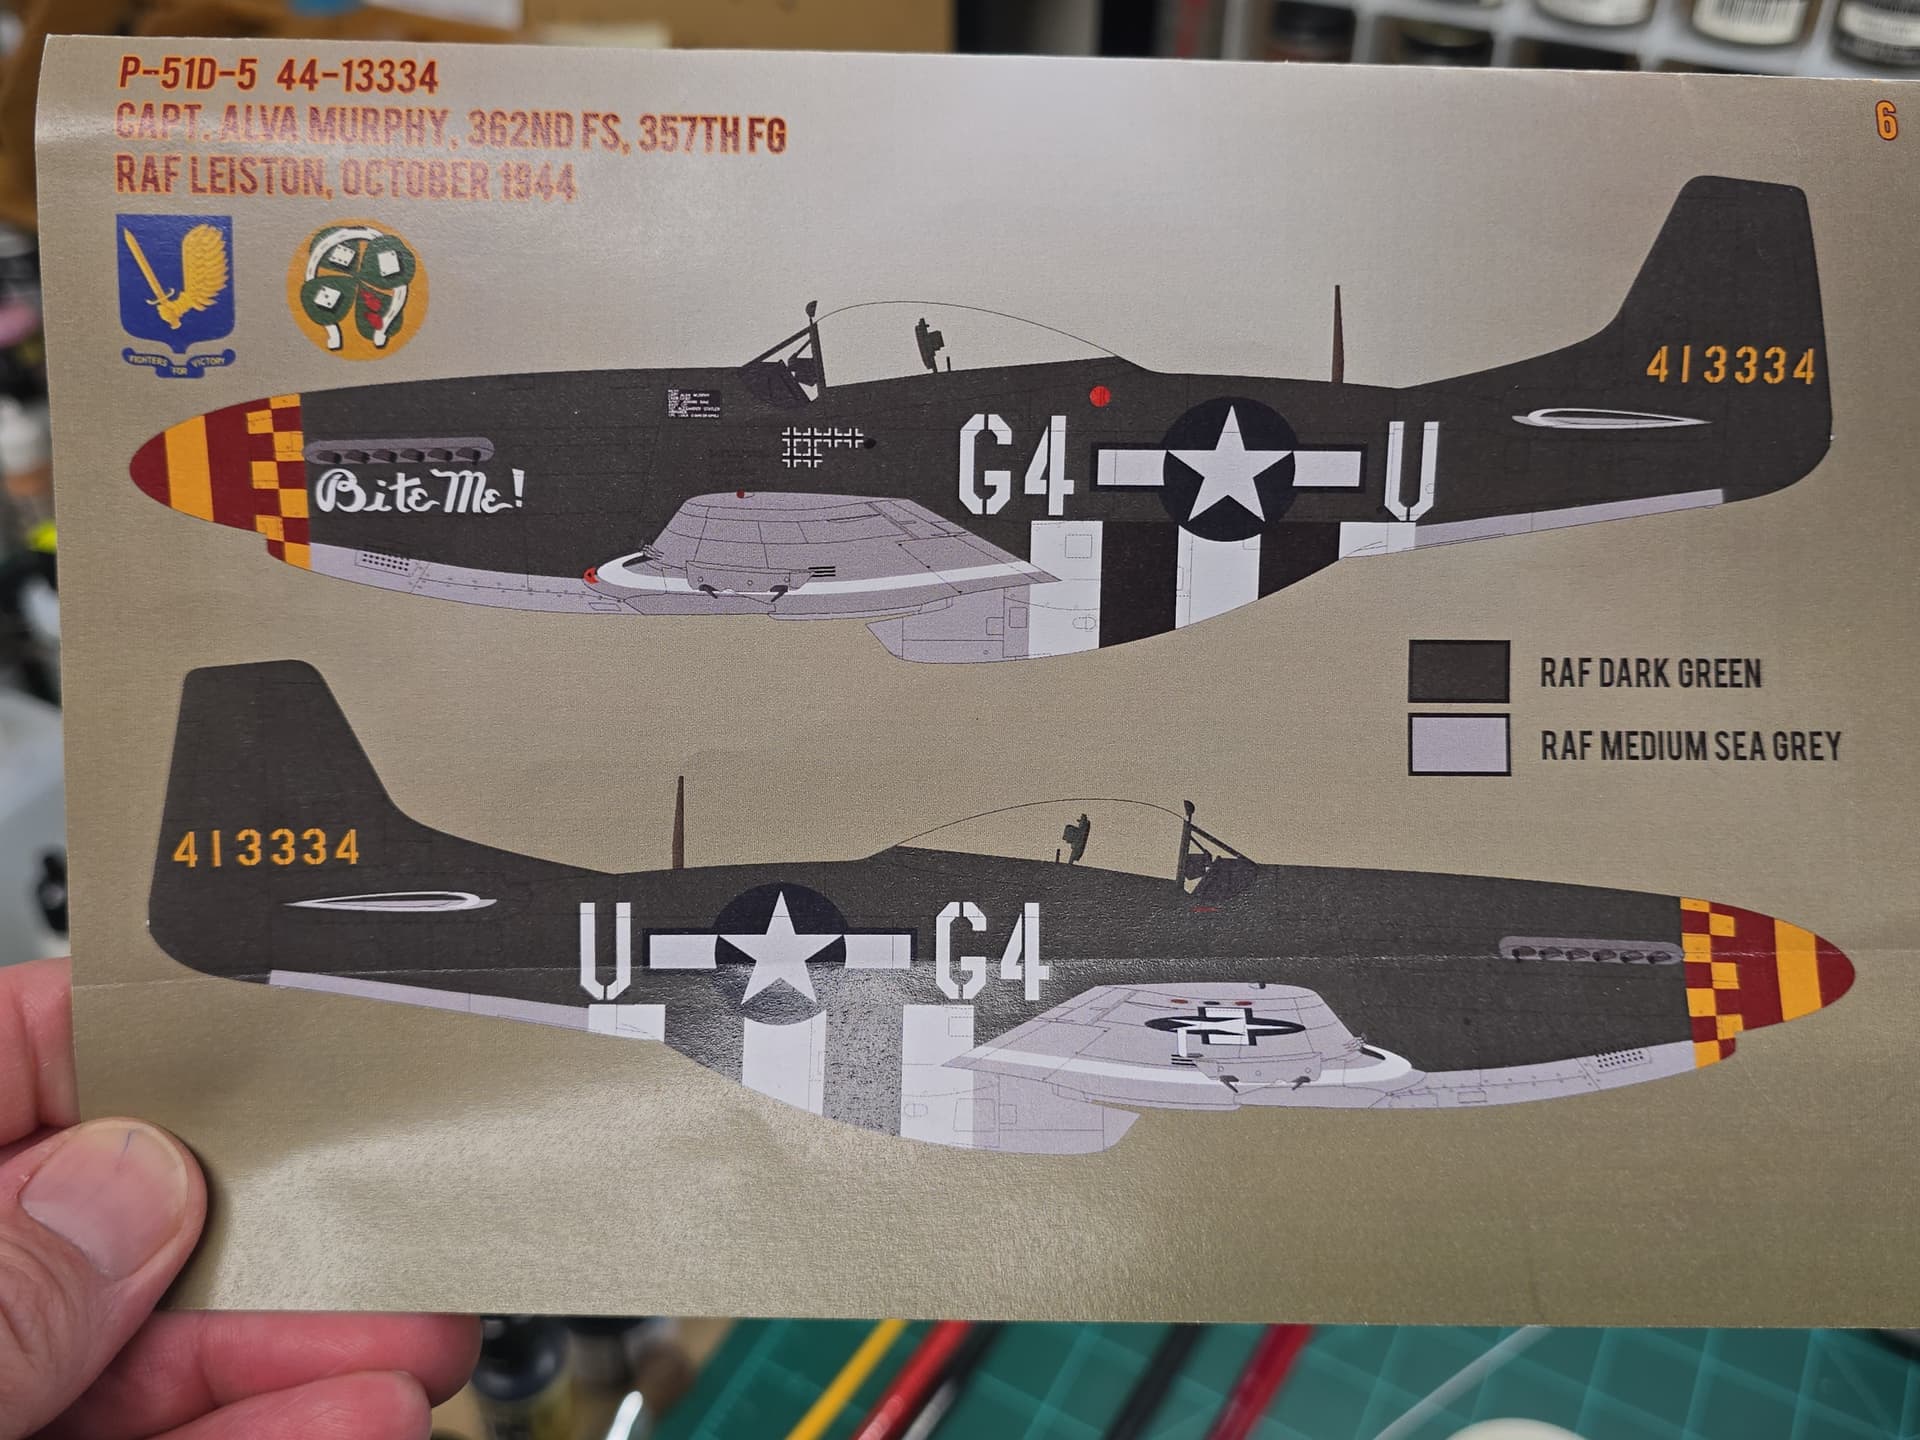 P-51D-5 44-13334
CAPT. ALVA MURPHY, 362ND FS, 357TH FG
RAF LEISTON, OCTOBER 1944
6
FIGHTERS FOR VICTORY
413334
Bite Me!
G4 U
RAF DARK GREEN
RAF MEDIUM SEA GREY
413334
U G4